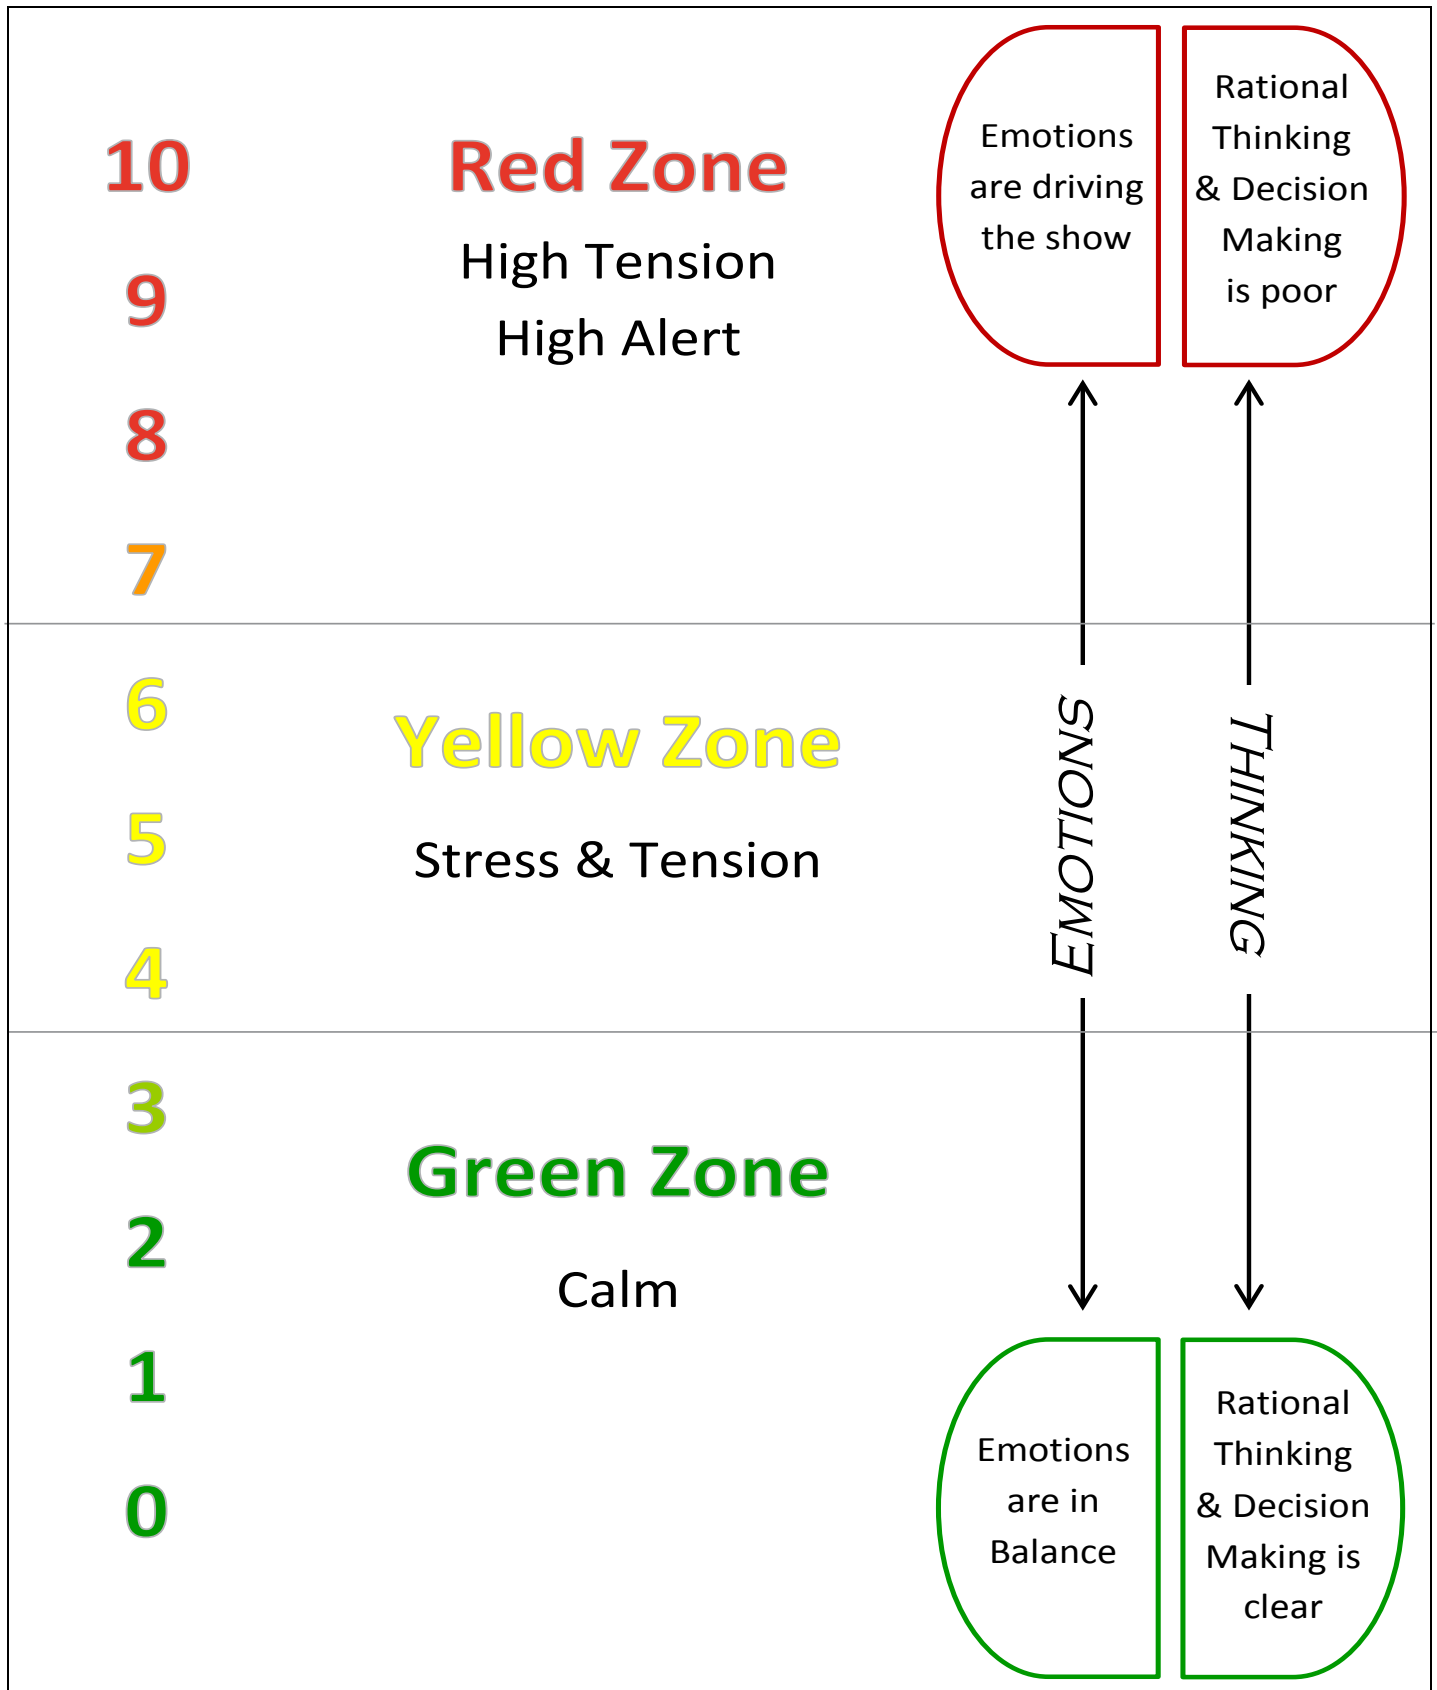 10
9
8
7
6
5
4
3
2
1
0
Red Zone
High Tension
High Alert
Yellow Zone
Stress & Tension
Green Zone
Calm
Emotions
are driving
the show
Rational
Thinking
& Decision
Making
is poor
EMOTIONS
THINKING
Emotions
are in
Balance
Rational
Thinking
& Decision
Making is
clear